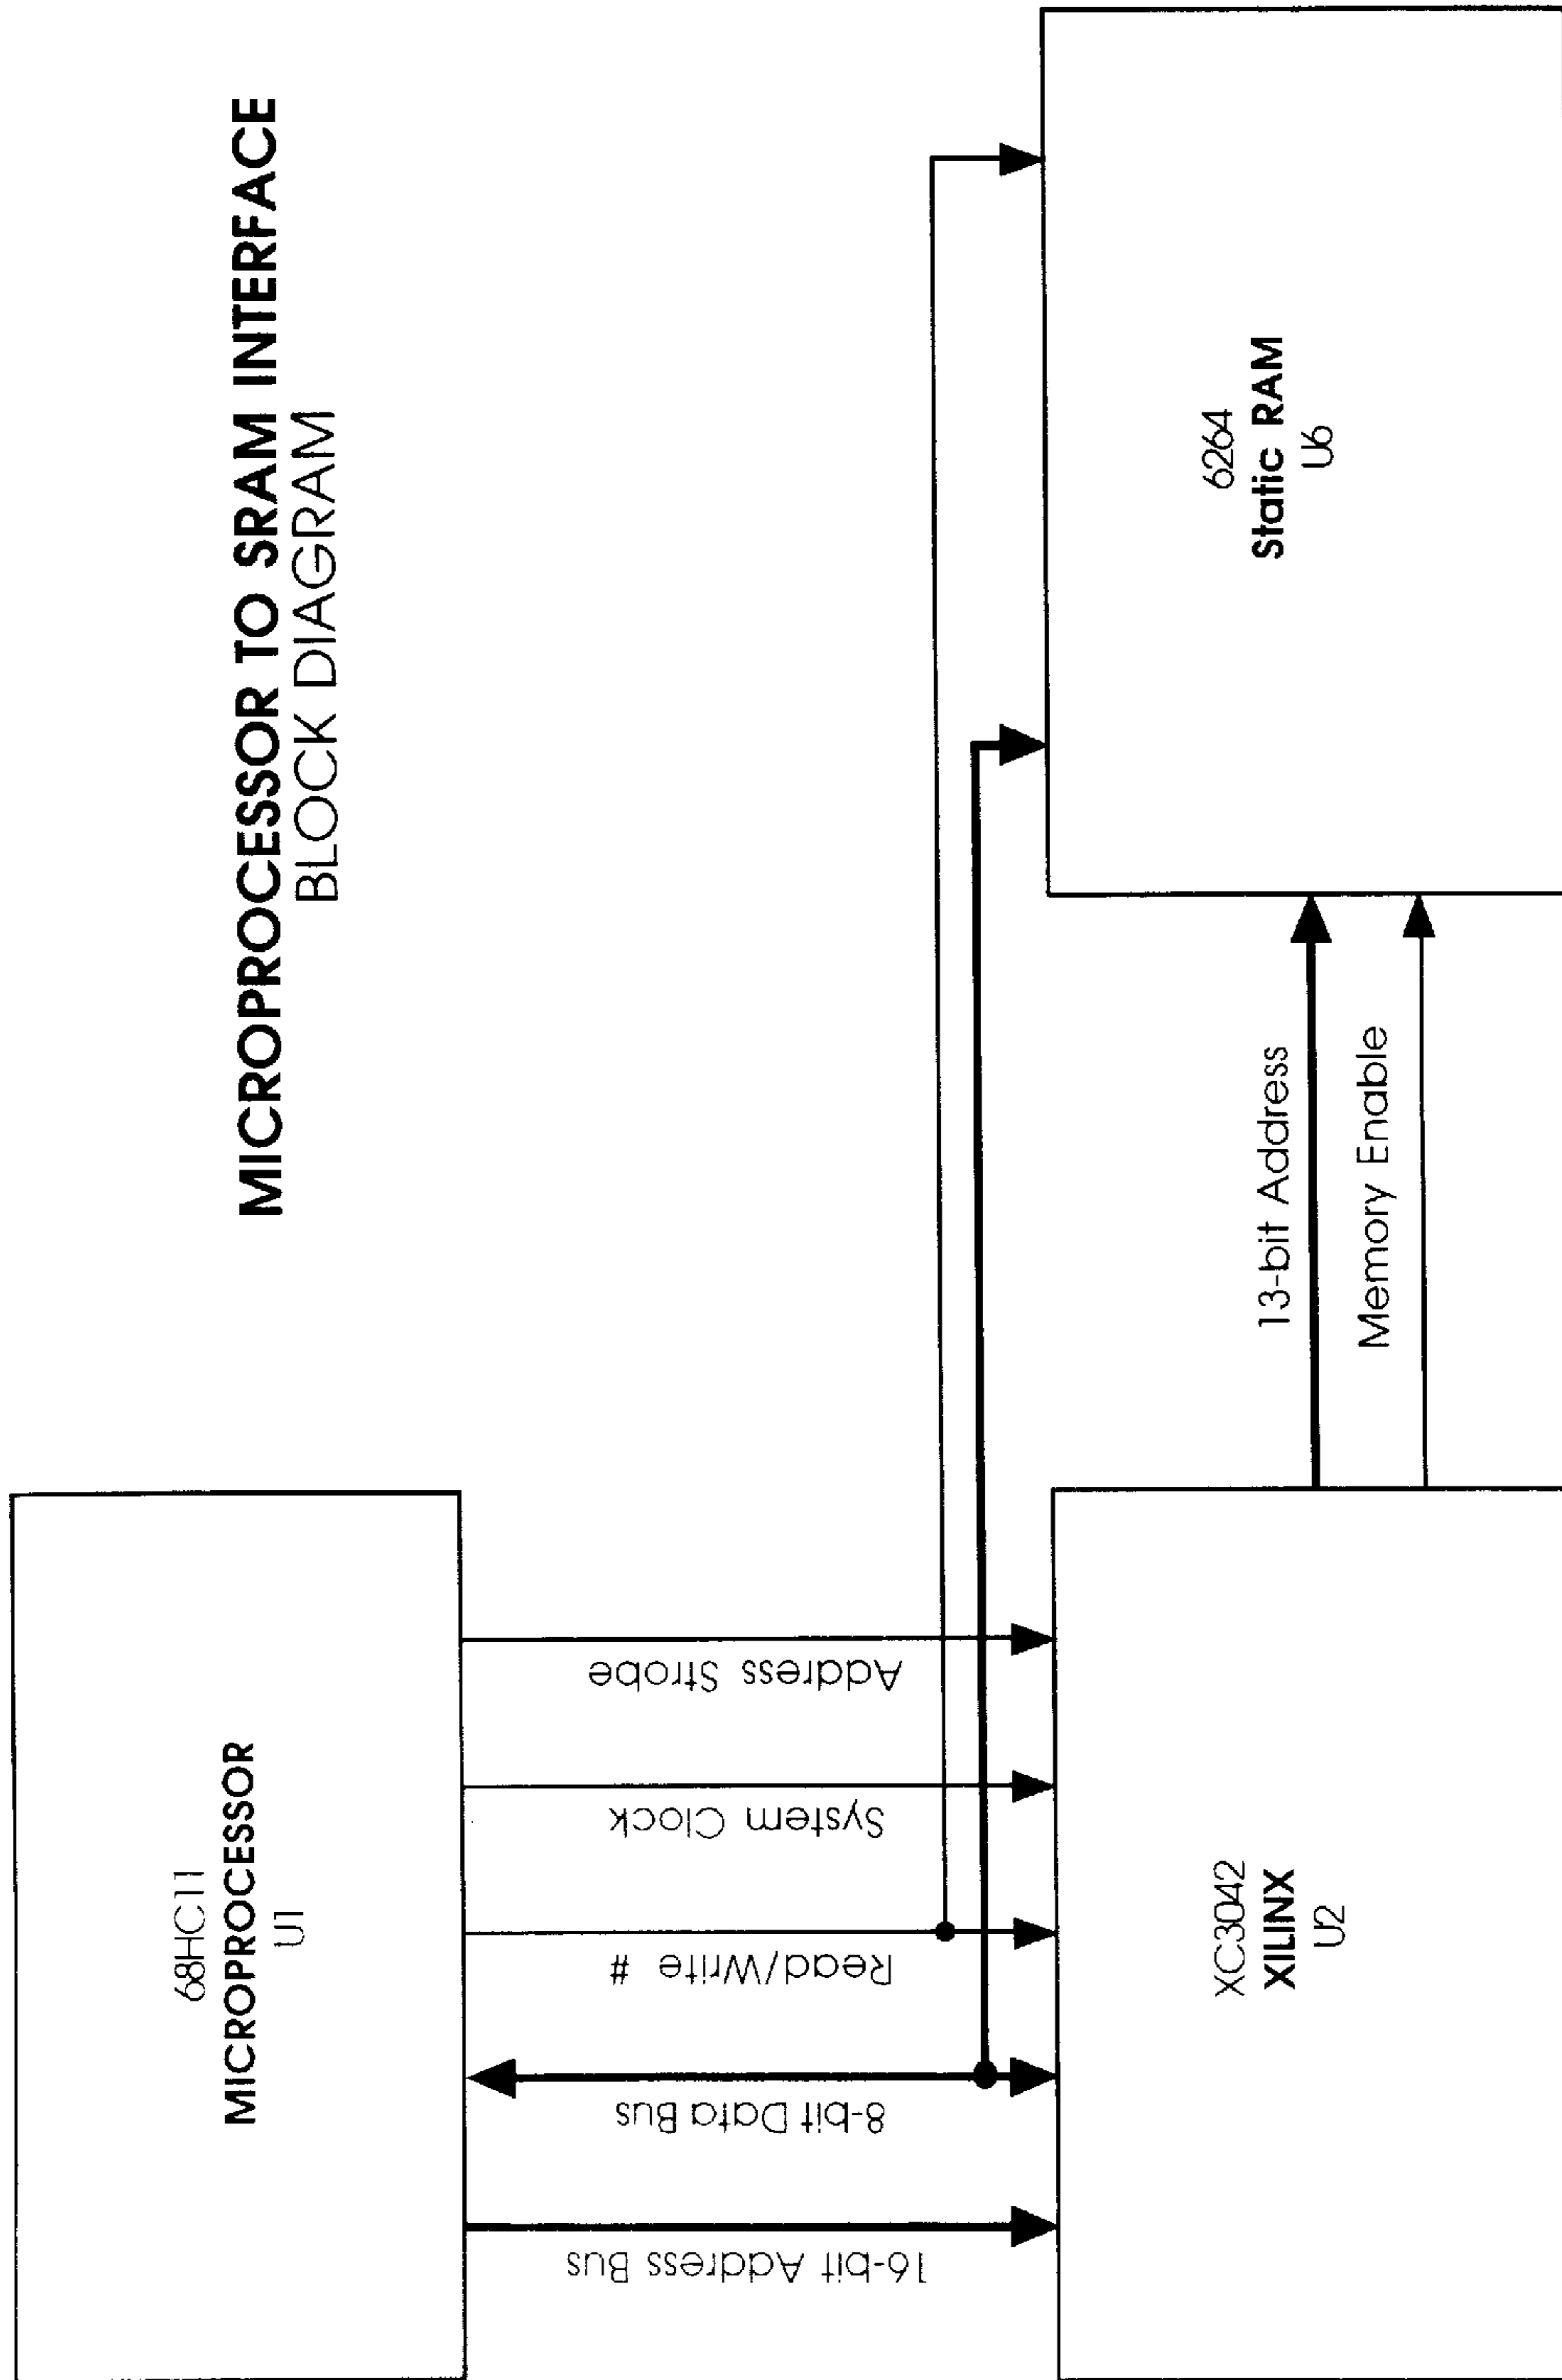 MICROPROCESSOR TO SRAM INTERFACE
BLOCK DIAGRAM
68HC11
MICROPROCESSOR
U1
16-bit Address Bus
8-bit Data Bus
Read/Write #
System Clock
Address Strobe
XC3042
XILINX
U2
13-bit Address
Memory Enable
6264
Static RAM
U6